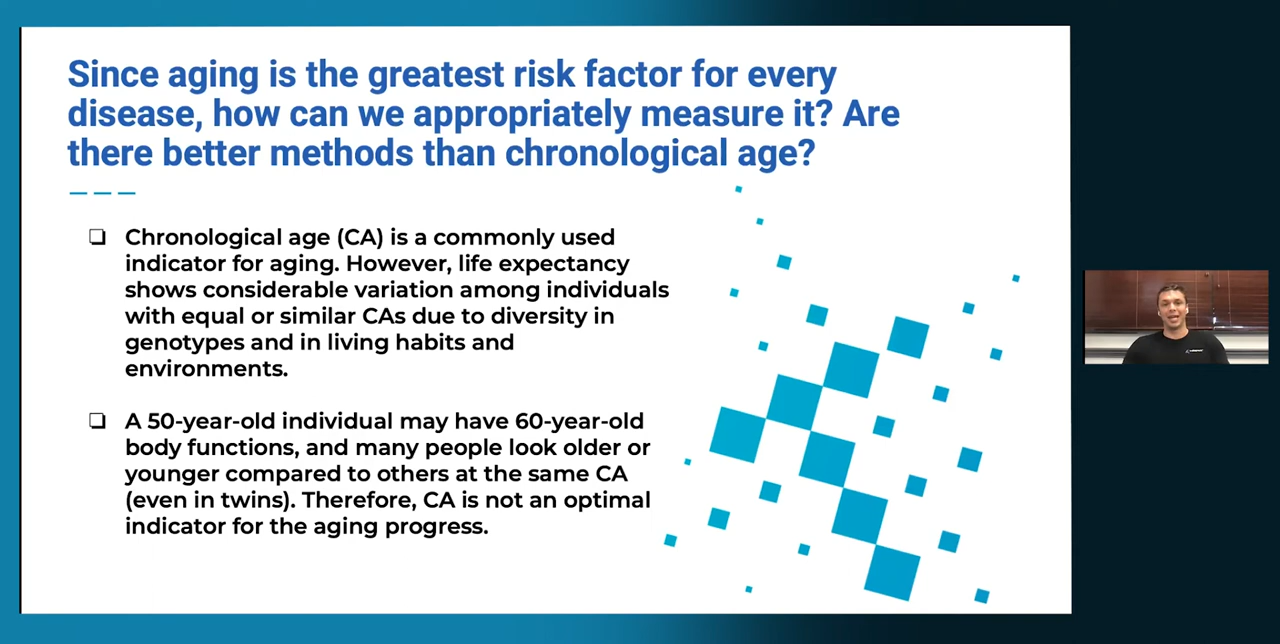 Since aging is the greatest risk factor for every
disease, how can we appropriately measure it? Are
there better methods than chronological age?
Chronological age (CA) is a commonly used
indicator for aging. However, life expectancy
shows considerable variation among individuals
with equal or similar CAs due to diversity in
genotypes and in living habits and
environments.
A 50-year-old individual may have 60-year-old
body functions, and many people look older or
younger compared to others at the same CA
(even in twins). Therefore, CA is not an optimal
indicator for the aging progress.